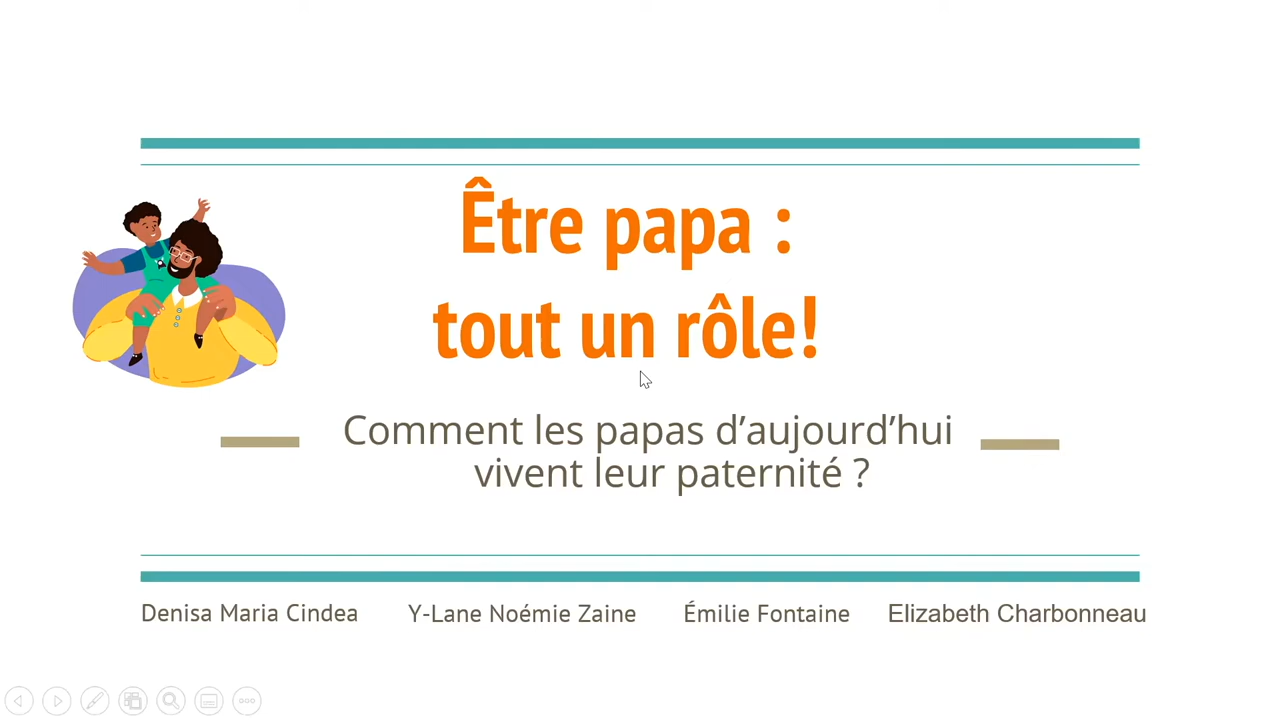 Être papa :
tout un rôle!
Comment les papas d’aujourd’hui
vivent leur paternité ?
Denisa Maria Cindea
Y-Lane Noémie Zaine
Émilie Fontaine
Elizabeth Charbonneau